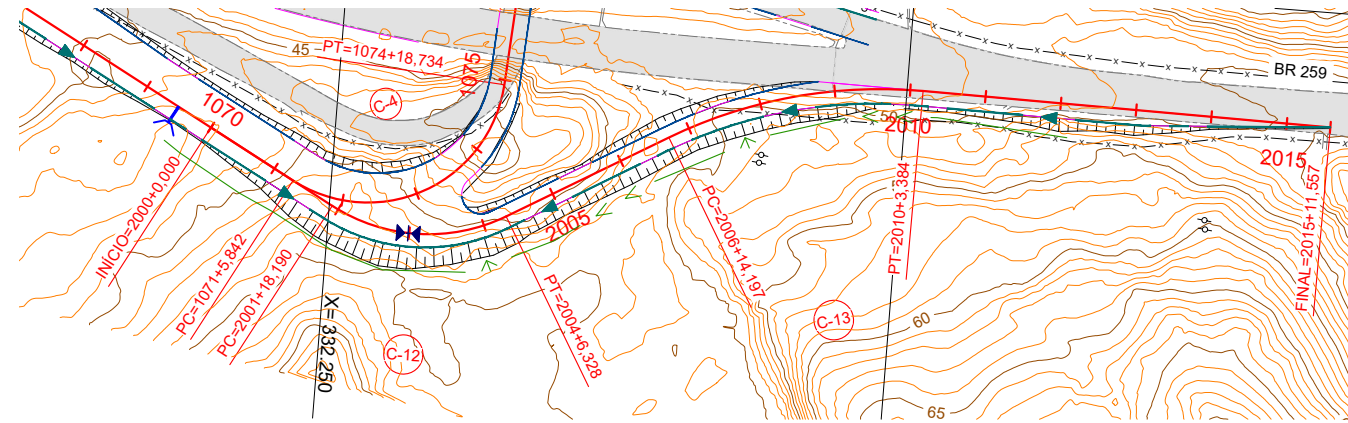 45
PT=1074+18,734
1075
C-4
1070
BR 259
50
2010
2015
INÍCIO=2000+0,000
PC=1071+5,842
PC=2001+18,190
X= 332.250
C-12
2005
PT=2004+6,328
PC=2006+14,197
C-13
PT=2010+3,384
FINAL=2015+11,557
60
65